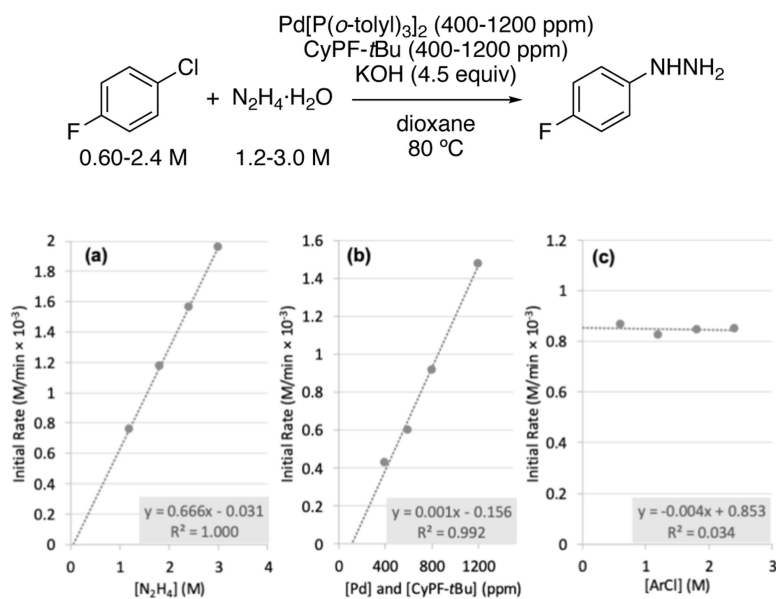 Pd[P(o-tolyl)₃]₂ (400-1200 ppm)
CyPF-tBu (400-1200 ppm)
KOH (4.5 equiv)
Cl
F
+ N₂H₄·H₂O
dioxane
80 ºC
NHNH₂
F
0.60-2.4 M
1.2-3.0 M
(a)
Initial Rate (M/min × 10⁻³)
2
1.8
1.6
1.4
1.2
1
0.8
0.6
0.4
0.2
0
y = 0.666x - 0.031
R² = 1.000
0 1 2 3 4
[N₂H₄] (M)
(b)
Initial Rate (M/min × 10⁻³)
1.6
1.4
1.2
1
0.8
0.6
0.4
0.2
0
y = 0.001x - 0.156
R² = 0.992
0 400 800 1200
[Pd] and [CyPF-tBu] (ppm)
(c)
Initial Rate (M/min × 10⁻³)
1.2
1
0.8
0.6
0.4
0.2
0
y = -0.004x + 0.853
R² = 0.034
0 1 2 3
[ArCl] (M)